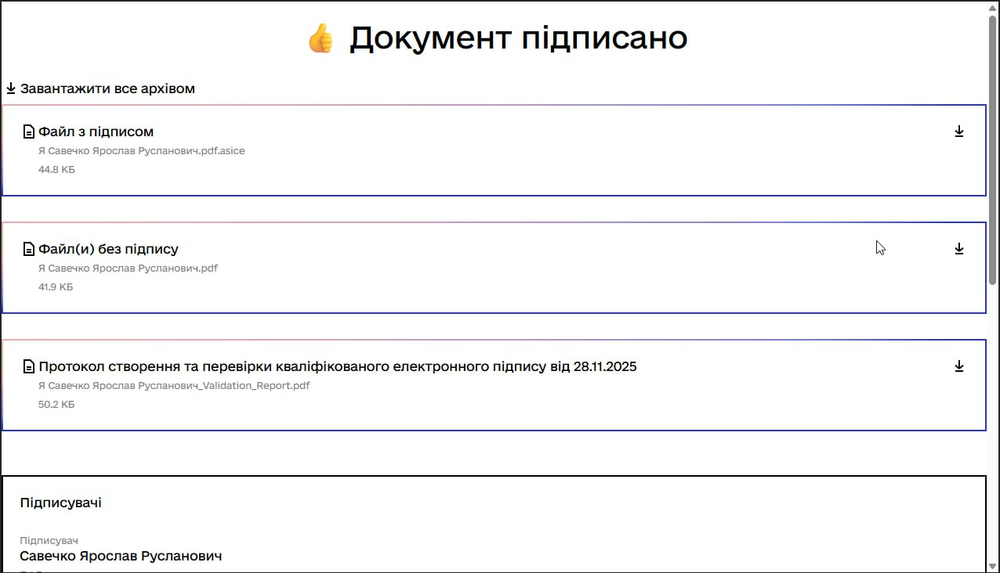 Документ підписано
Завантажити все архівом
Файл з підписом
Я Савечко Ярослав Русланович.pdf.asice
44.8 КБ
Файл(и) без підпису
Я Савечко Ярослав Русланович.pdf
41.9 КБ
Протокол створення та перевірки кваліфікованого електронного підпису від 28.11.2025
Я Савечко Ярослав Русланович_Validation_Report.pdf
50.2 КБ
Підписувачі
Підписувач
Савечко Ярослав Русланович